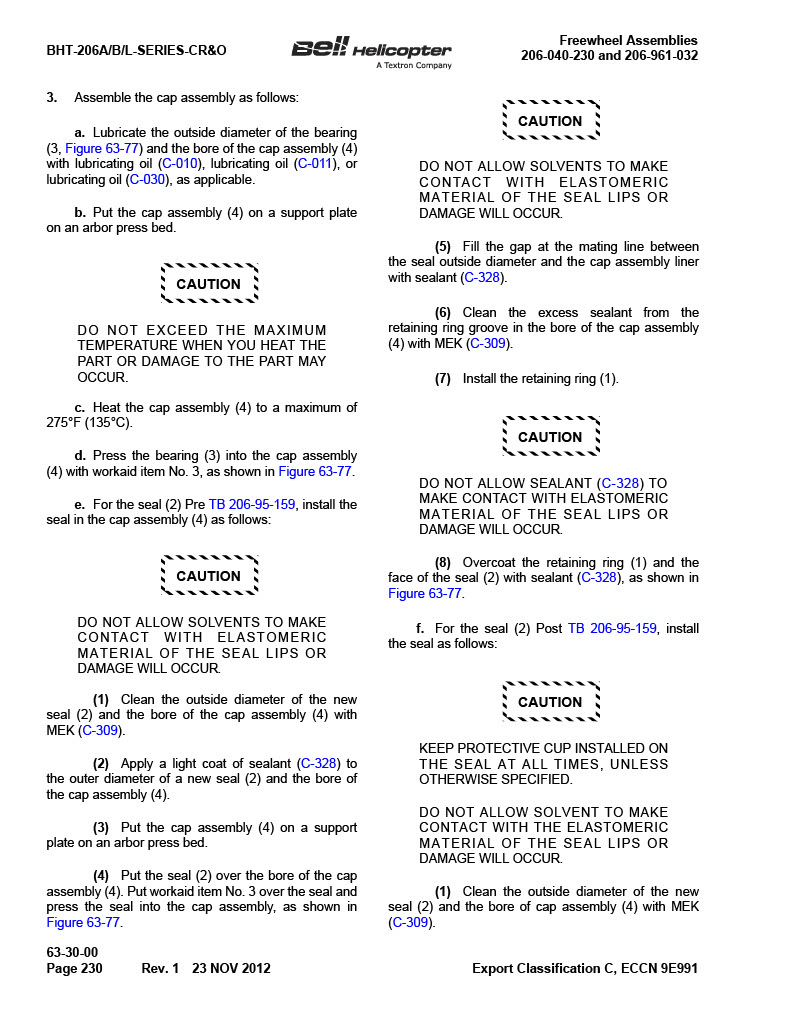 BHT-206A/B/L-SERIES-CR&O
Bell Helicopter
A Textron Company
Freewheel Assemblies
206-040-230 and 206-961-032
3. Assemble the cap assembly as follows:
a. Lubricate the outside diameter of the bearing
(3, Figure 63-77) and the bore of the cap assembly (4)
with lubricating oil (C-010), lubricating oil (C-011), or
lubricating oil (C-030), as applicable.
b. Put the cap assembly (4) on a support plate
on an arbor press bed.
CAUTION
DO NOT EXCEED THE MAXIMUM
TEMPERATURE WHEN YOU HEAT THE
PART OR DAMAGE TO THE PART MAY
OCCUR.
c. Heat the cap assembly (4) to a maximum of
275°F (135°C).
d. Press the bearing (3) into the cap assembly
(4) with workaid item No. 3, as shown in Figure 63-77.
e. For the seal (2) Pre TB 206-95-159, install the
seal in the cap assembly (4) as follows:
CAUTION
DO NOT ALLOW SOLVENTS TO MAKE
CONTACT WITH ELASTOMERIC
MATERIAL OF THE SEAL LIPS OR
DAMAGE WILL OCCUR.
(1) Clean the outside diameter of the new
seal (2) and the bore of the cap assembly (4) with
MEK (C-309).
(2) Apply a light coat of sealant (C-328) to
the outer diameter of a new seal (2) and the bore of
the cap assembly (4).
(3) Put the cap assembly (4) on a support
plate on an arbor press bed.
(4) Put the seal (2) over the bore of the cap
assembly (4). Put workaid item No. 3 over the seal and
press the seal into the cap assembly, as shown in
Figure 63-77.
CAUTION
DO NOT ALLOW SOLVENTS TO MAKE
CONTACT WITH ELASTOMERIC
MATERIAL OF THE SEAL LIPS OR
DAMAGE WILL OCCUR.
(5) Fill the gap at the mating line between
the seal outside diameter and the cap assembly liner
with sealant (C-328).
(6) Clean the excess sealant from the
retaining ring groove in the bore of the cap assembly
(4) with MEK (C-309).
(7) Install the retaining ring (1).
CAUTION
DO NOT ALLOW SEALANT (C-328) TO
MAKE CONTACT WITH ELASTOMERIC
MATERIAL OF THE SEAL LIPS OR
DAMAGE WILL OCCUR.
(8) Overcoat the retaining ring (1) and the
face of the seal (2) with sealant (C-328), as shown in
Figure 63-77.
f. For the seal (2) Post TB 206-95-159, install
the seal as follows:
CAUTION
KEEP PROTECTIVE CUP INSTALLED ON
THE SEAL AT ALL TIMES, UNLESS
OTHERWISE SPECIFIED.
DO NOT ALLOW SOLVENT TO MAKE
CONTACT WITH THE ELASTOMERIC
MATERIAL OF THE SEAL LIPS OR
DAMAGE WILL OCCUR.
(1) Clean the outside diameter of the new
seal (2) and the bore of cap assembly (4) with MEK
(C-309).
63-30-00
Page 230 Rev. 1 23 NOV 2012
Export Classification C, ECCN 9E991